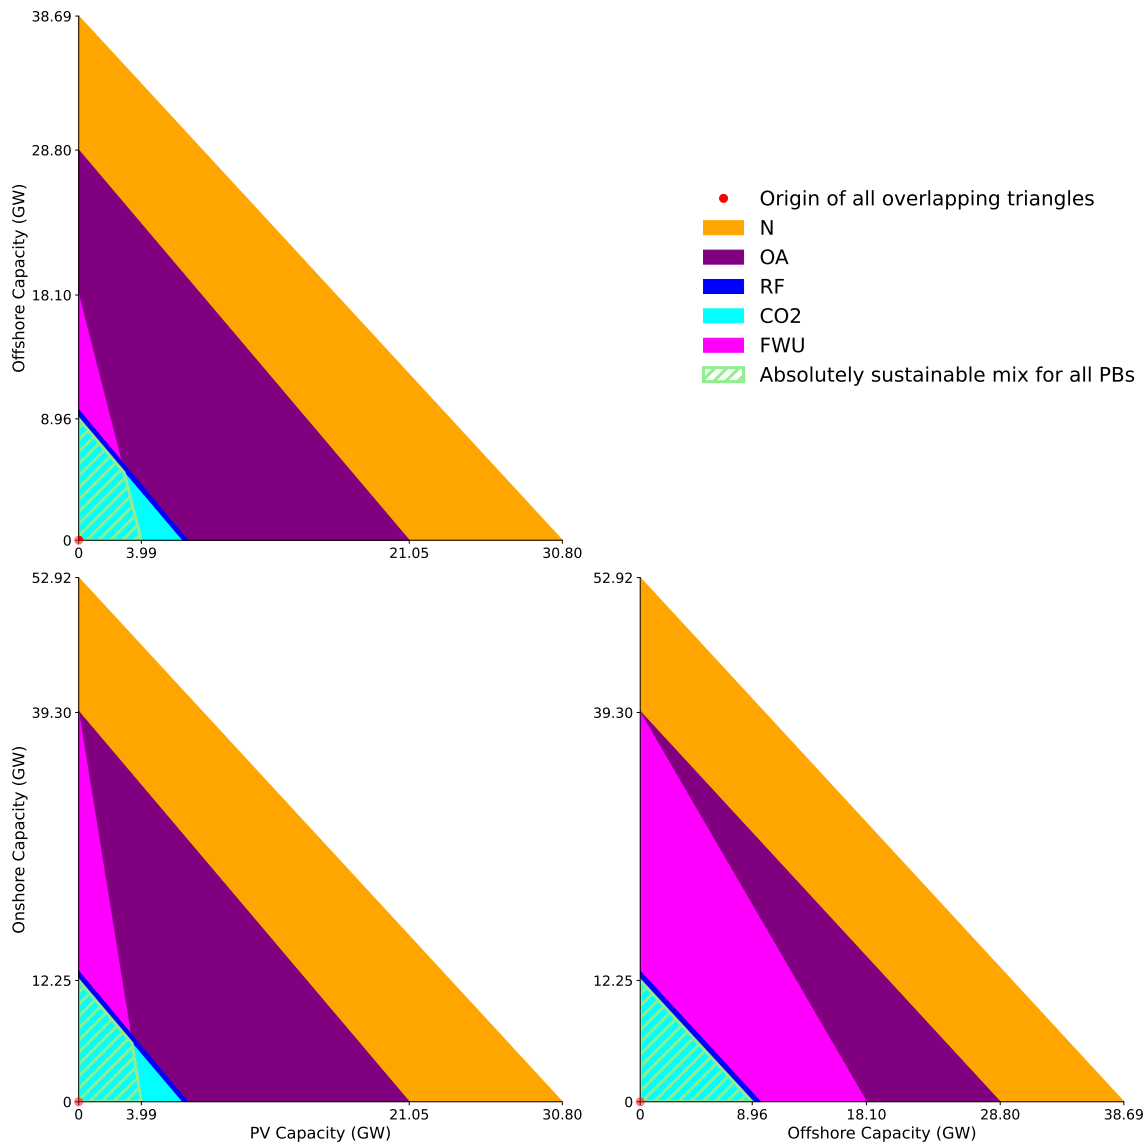 38.69
28.80
18.10
8.96
0
Offshore Capacity (GW)
0
3.99
21.05
30.80
Origin of all overlapping triangles
N
OA
RF
CO2
FWU
Absolutely sustainable mix for all PBs
52.92
39.30
12.25
0
Onshore Capacity (GW)
0
3.99
21.05
30.80
PV Capacity (GW)
52.92
39.30
12.25
0
0
8.96
18.10
28.80
38.69
Offshore Capacity (GW)